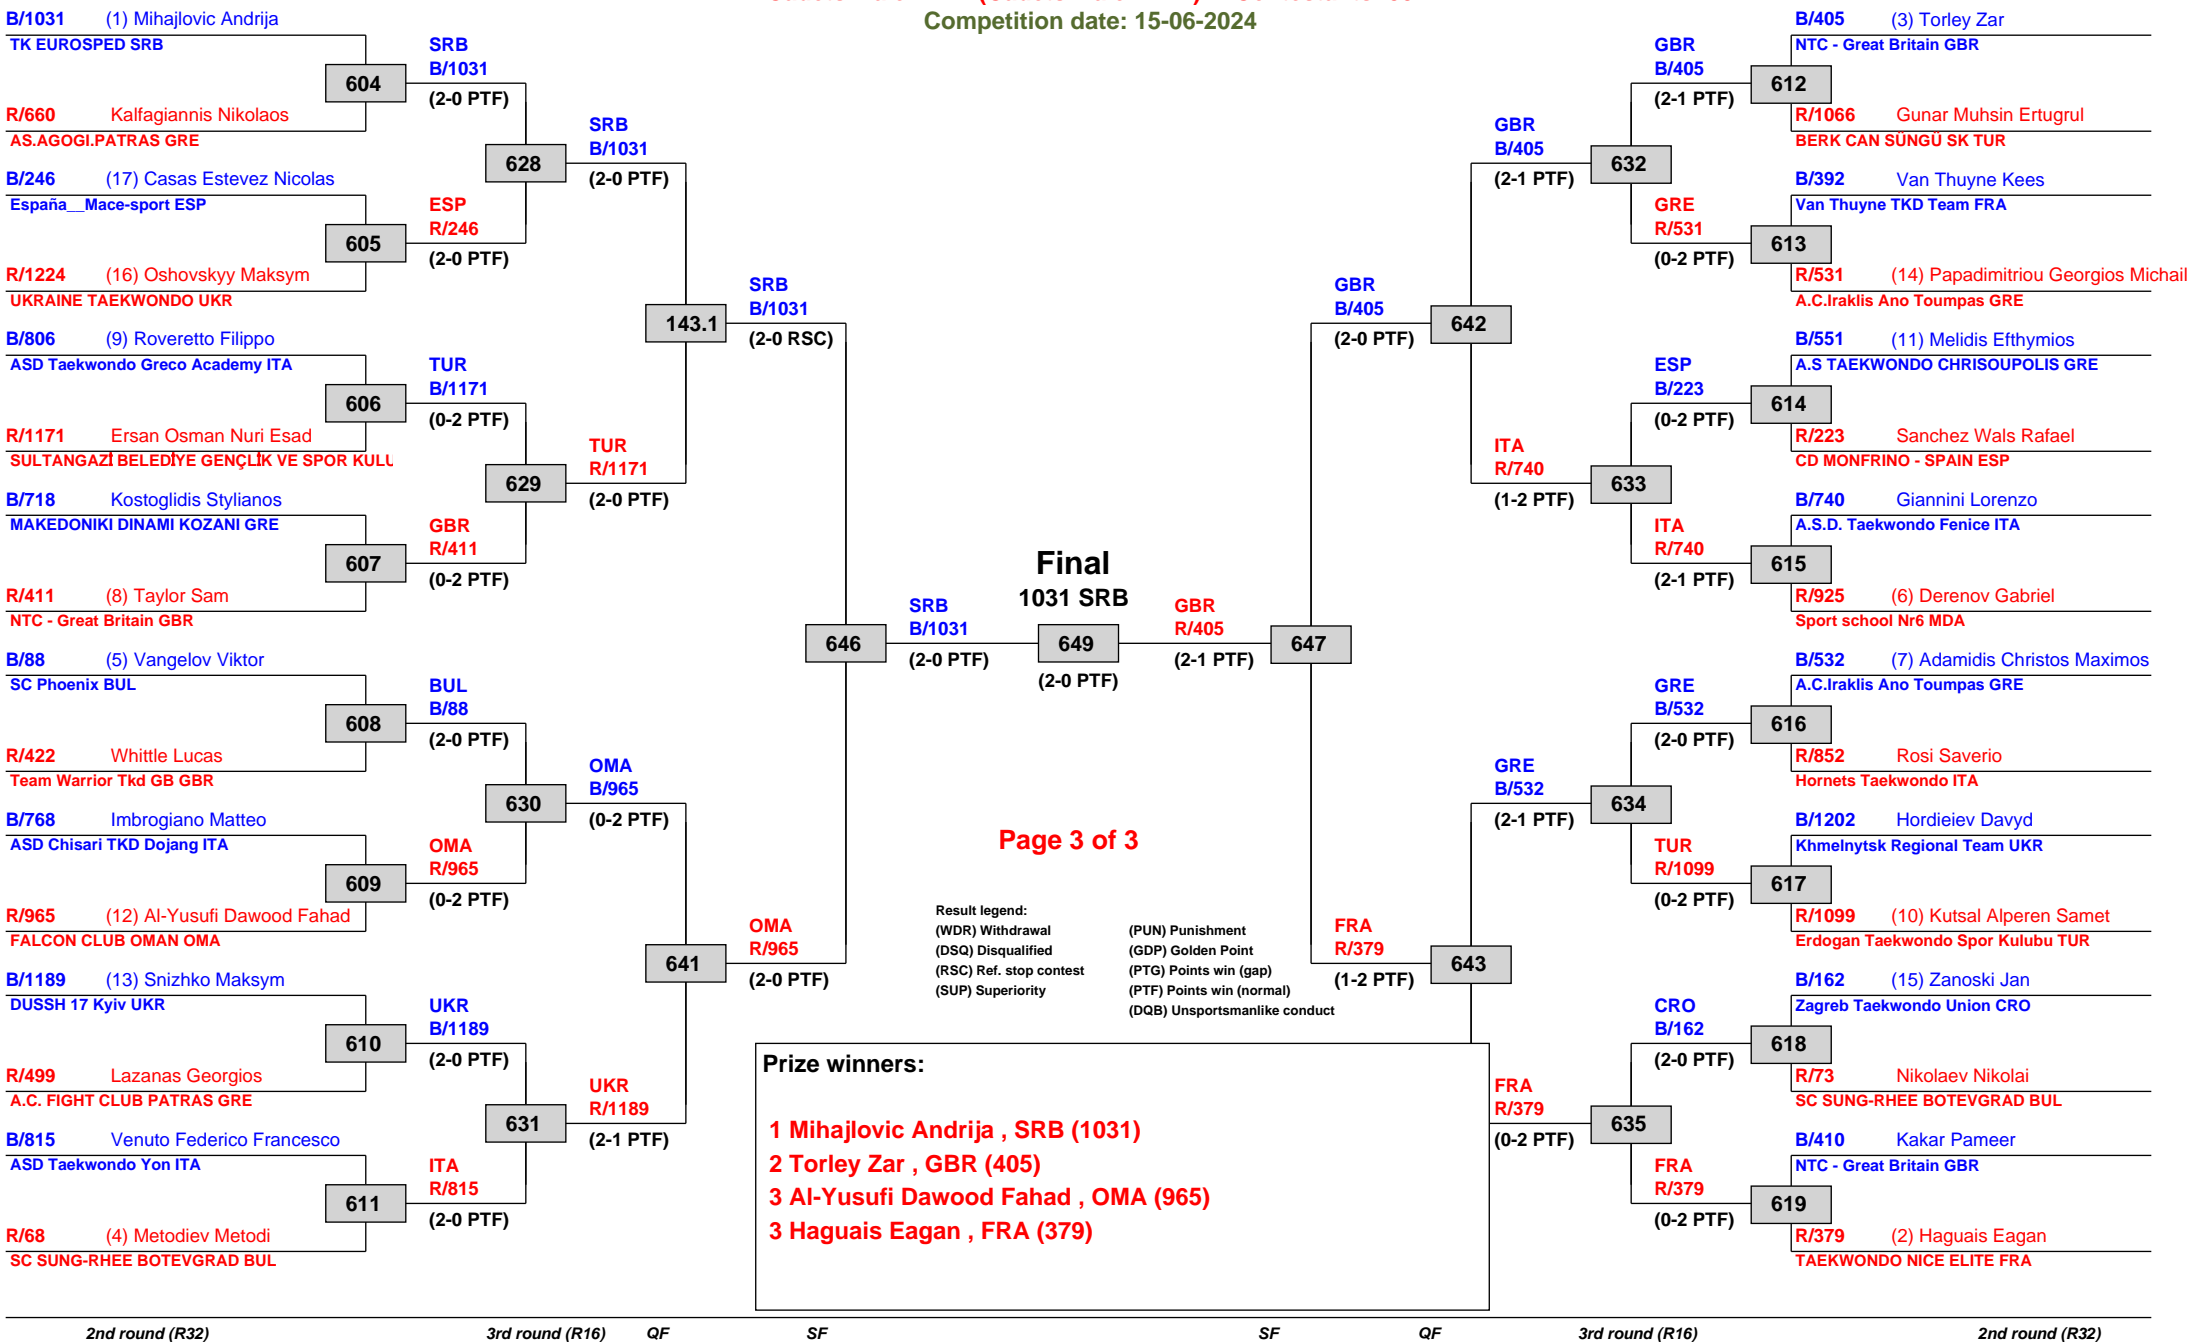 Competition date: 15-06-2024
B/1031 (1) Mihajlovic Andrija
TK EUROSPED SRB
604
R/660 Kalfagiannis Nikolaos
AS.AGOGI.PATRAS GRE
B/246 (17) Casas Estevez Nicolas
España__Mace-sport ESP
605
R/1224 (16) Oshovskyy Maksym
UKRAINE TAEKWONDO UKR
B/806 (9) Roveretto Filippo
ASD Taekwondo Greco Academy ITA
606
R/1171 Ersan Osman Nuri Esad
SULTANGAZİ BELEDİYE GENÇLİK VE SPOR KULU
B/718 Kostoglidis Stylianos
MAKEDONIKI DINAMI KOZANI GRE
607
R/411 (8) Taylor Sam
NTC - Great Britain GBR
B/88 (5) Vangelov Viktor
SC Phoenix BUL
608
R/422 Whittle Lucas
Team Warrior Tkd GB GBR
B/768 Imbrogiano Matteo
ASD Chisari TKD Dojang ITA
609
R/965 (12) Al-Yusufi Dawood Fahad
FALCON CLUB OMAN OMA
B/1189 (13) Snizhko Maksym
DUSSH 17 Kyiv UKR
610
R/499 Lazanas Georgios
A.C. FIGHT CLUB PATRAS GRE
B/815 Venuto Federico Francesco
ASD Taekwondo Yon ITA
611
R/68 (4) Metodiev Metodi
SC SUNG-RHEE BOTEVGRAD BUL
SRB
B/1031
(2-0 PTF)
628
ESP
R/246
(2-0 PTF)
TUR
B/1171
(0-2 PTF)
629
GBR
R/411
(0-2 PTF)
BUL
B/88
(2-0 PTF)
630
OMA
R/965
(0-2 PTF)
UKR
B/1189
(2-0 PTF)
631
ITA
R/815
(2-0 PTF)
SRB
B/1031
(2-0 PTF)
143.1
TUR
R/1171
(2-0 PTF)
OMA
B/965
(0-2 PTF)
641
UKR
R/1189
(2-1 PTF)
SRB
B/1031
(2-0 RSC)
646
OMA
R/965
(2-0 PTF)
SRB
B/1031
(2-0 PTF)
Final
1031 SRB
649
(2-0 PTF)
GBR
R/405
(2-1 PTF)
647
GBR
B/405
(2-0 PTF)
642
FRA
R/379
(1-2 PTF)
643
GBR
B/405
(2-1 PTF)
632
ITA
R/740
(1-2 PTF)
633
GRE
B/532
(2-1 PTF)
634
FRA
R/379
(0-2 PTF)
635
GBR
B/405
(2-1 PTF)
GRE
R/531
(0-2 PTF)
ESP
B/223
(0-2 PTF)
ITA
R/740
(2-1 PTF)
GRE
B/532
(2-0 PTF)
TUR
R/1099
(0-2 PTF)
CRO
B/162
(2-0 PTF)
FRA
R/379
(0-2 PTF)
B/405 (3) Torley Zar
NTC - Great Britain GBR
612
R/1066 Gunar Muhsin Ertugrul
BERK CAN SÜNGÜ SK TUR
B/392 Van Thuyne Kees
Van Thuyne TKD Team FRA
613
R/531 (14) Papadimitriou Georgios Michail
A.C.Iraklis Ano Toumpas GRE
B/551 (11) Melidis Efthymios
A.S TAEKWONDO CHRISOUPOLIS GRE
614
R/223 Sanchez Wals Rafael
CD MONFRINO - SPAIN ESP
B/740 Giannini Lorenzo
A.S.D. Taekwondo Fenice ITA
615
R/925 (6) Derenov Gabriel
Sport school Nr6 MDA
B/532 (7) Adamidis Christos Maximos
A.C.Iraklis Ano Toumpas GRE
616
R/852 Rosi Saverio
Hornets Taekwondo ITA
B/1202 Hordieiev Davyd
Khmelnytsk Regional Team UKR
617
R/1099 (10) Kutsal Alperen Samet
Erdogan Taekwondo Spor Kulubu TUR
B/162 (15) Zanoski Jan
Zagreb Taekwondo Union CRO
618
R/73 Nikolaev Nikolai
SC SUNG-RHEE BOTEVGRAD BUL
B/410 Kakar Pameer
NTC - Great Britain GBR
619
R/379 (2) Haguais Eagan
TAEKWONDO NICE ELITE FRA
Page 3 of 3
Result legend:
(WDR) Withdrawal (PUN) Punishment
(DSQ) Disqualified (GDP) Golden Point
(RSC) Ref. stop contest (PTG) Points win (gap)
(SUP) Superiority (PTF) Points win (normal)
(DQB) Unsportsmanlike conduct
Prize winners:
1 Mihajlovic Andrija , SRB (1031)
2 Torley Zar , GBR (405)
3 Al-Yusufi Dawood Fahad , OMA (965)
3 Haguais Eagan , FRA (379)
2nd round (R32) 3rd round (R16) QF SF SF QF 3rd round (R16) 2nd round (R32)